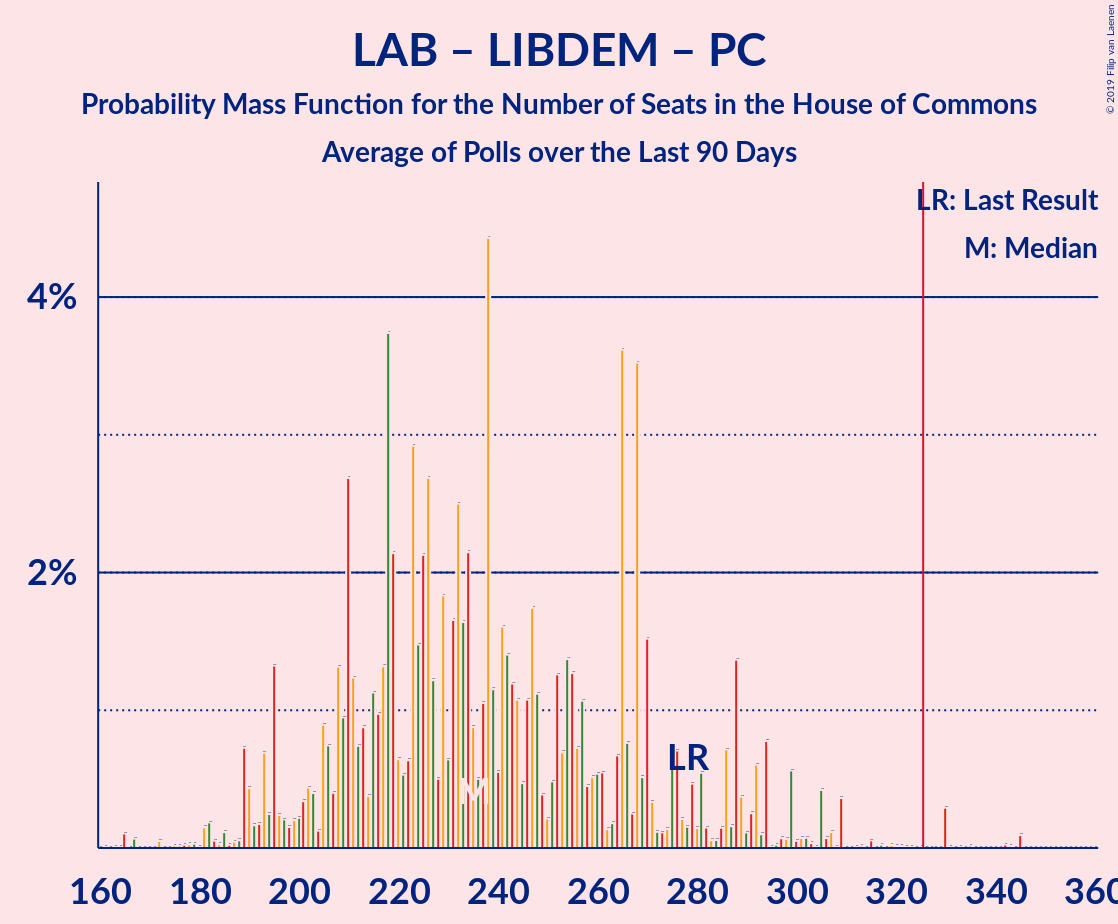 LAB – LIBDEM – PC
Probability Mass Function for the Number of Seats in the House of Commons
Average of Polls over the Last 90 Days
© 2019 Filip van Laenen
LR: Last Result
M: Median
4%
2%
LR
M
160 180 200 220 240 260 280 300 320 340 360